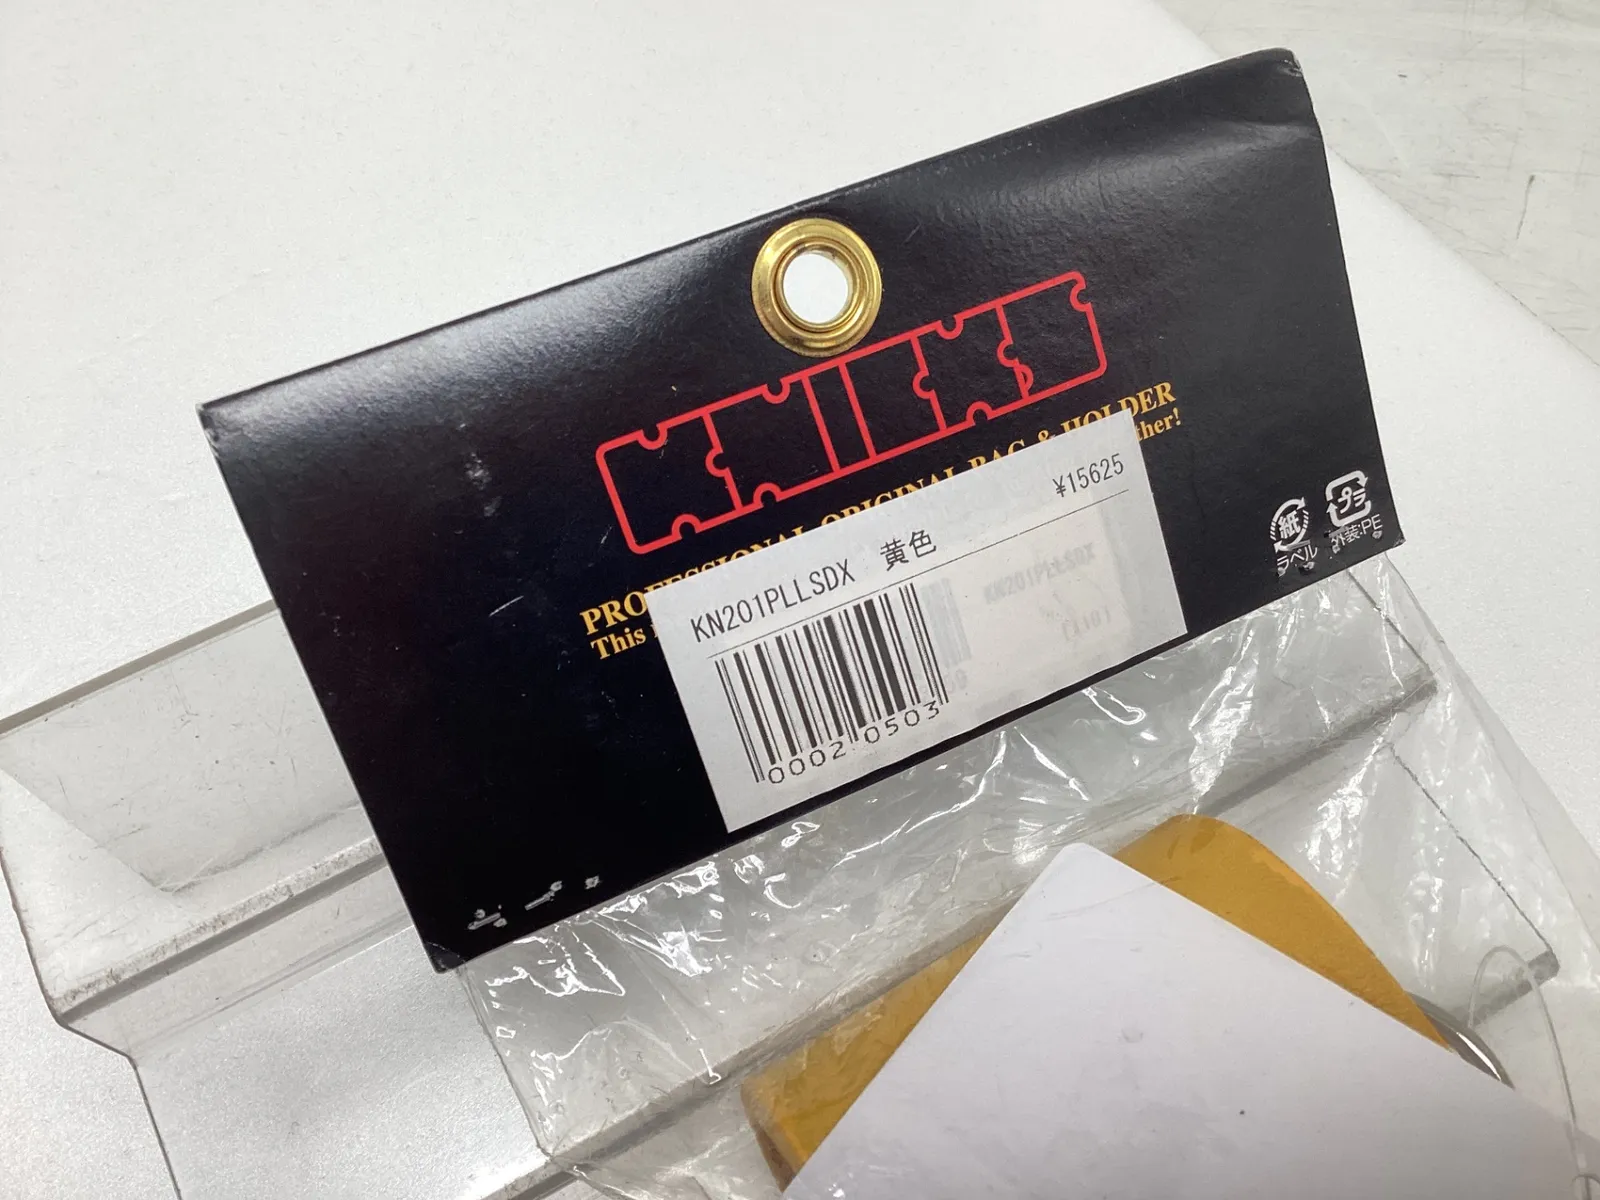 KNICKS
PROFESSIONAL ORIGINAL BAG & HOLDER
This ther!
¥15625
KN201PLLSDX 黄色
KN201PLLSDX
0002 0503
紙
ラベル
プラ
外装:PE